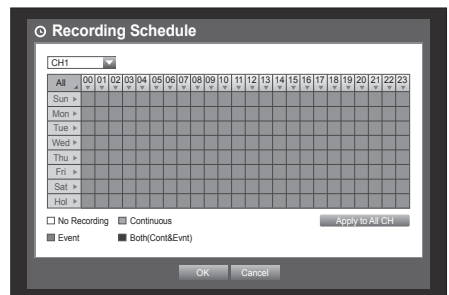 Recording Schedule
CH1
All 00 01 02 03 04 05 06 07 08 09 10 11 12 13 14 15 16 17 18 19 20 21 22 23
Sun
Mon
Tue
Wed
Thu
Fri
Sat
Hol
No Recording Continuous Apply to All CH
Event Both(Cont&Evnt)
OK Cancel